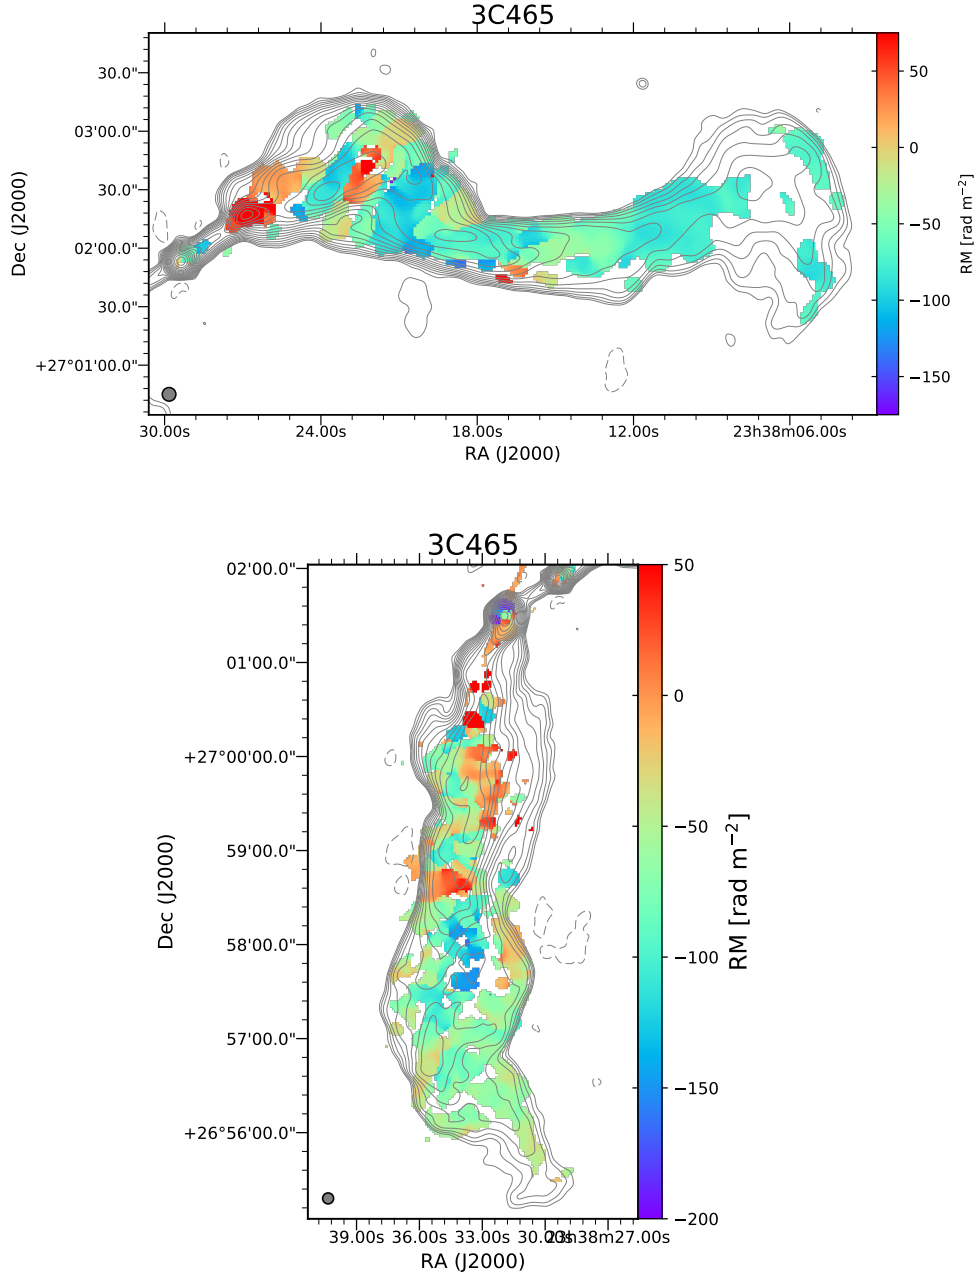 3C465
30.0"
03'00.0"
30.0"
02'00.0"
30.0"
+27°01'00.0"
Dec (J2000)
30.00s 24.00s 18.00s 12.00s 23h38m06.00s
RA (J2000)
50
0
−50
−100
−150
RM [rad m⁻²]
3C465
02'00.0"
01'00.0"
+27°00'00.0"
59'00.0"
58'00.0"
57'00.0"
+26°56'00.0"
Dec (J2000)
39.00s 36.00s 33.00s 30.00s 23h38m27.00s
RA (J2000)
50
0
−50
−100
−150
−200
RM [rad m⁻²]